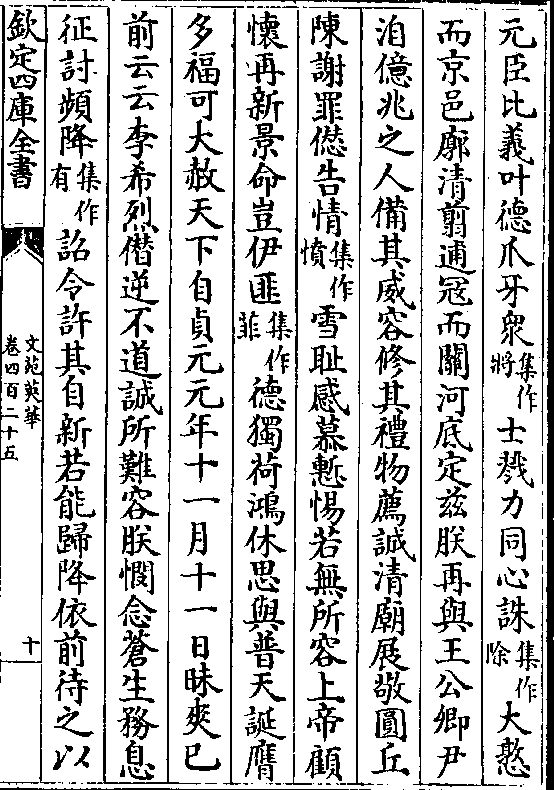 元臣比義叶德爪牙衆集作將士戮力同心誅集作除大憝
而京邑廓清翦逋冦而關河底定兹朕再與王公卿尹
洎億兆之人備其威容修其禮物薦誠清廟展敬圓丘
陳謝罪僁告情集作憤雪耻感慕慙惕若無所容上帝顧
懷再新景命豈伊匪集作菲德獨荷鴻休思與普天誕膺
多福可大赦天下自貞元元年十一月十一日昧爽已
前云云李希烈僭逆不道誠所難容朕憫念蒼生務息
征討頻降集作有詔令許其自新若能歸降依前待之以
欽定四庫全書
文苑英華
卷四百二十五
十